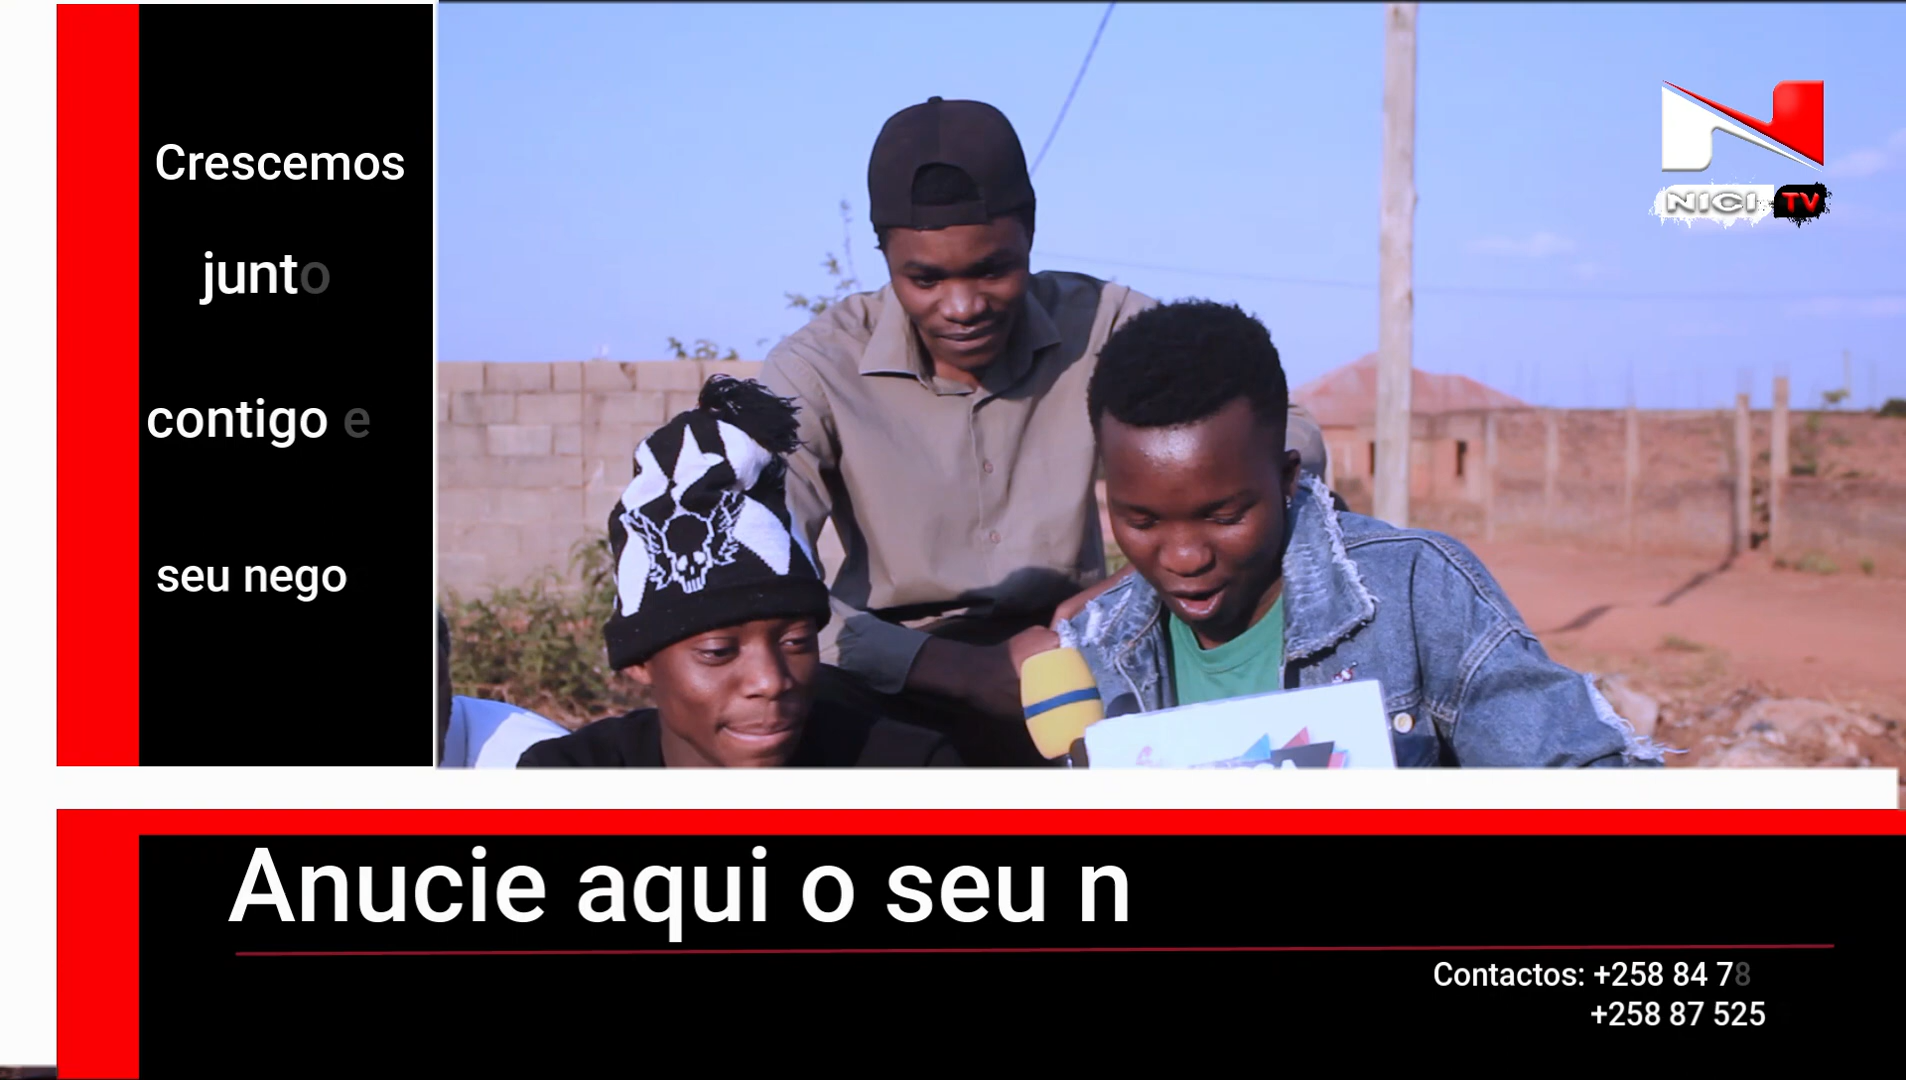 Crescemos
junto
contigo e
seu nego
NICI TV
Anucie aqui o seu n
Contactos: +258 84 78
+258 87 525